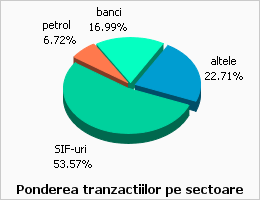 banci
16.99%
petrol
6.72%
altele
22.71%
SIF-uri
53.57%
Ponderea tranzactiilor pe sectoare